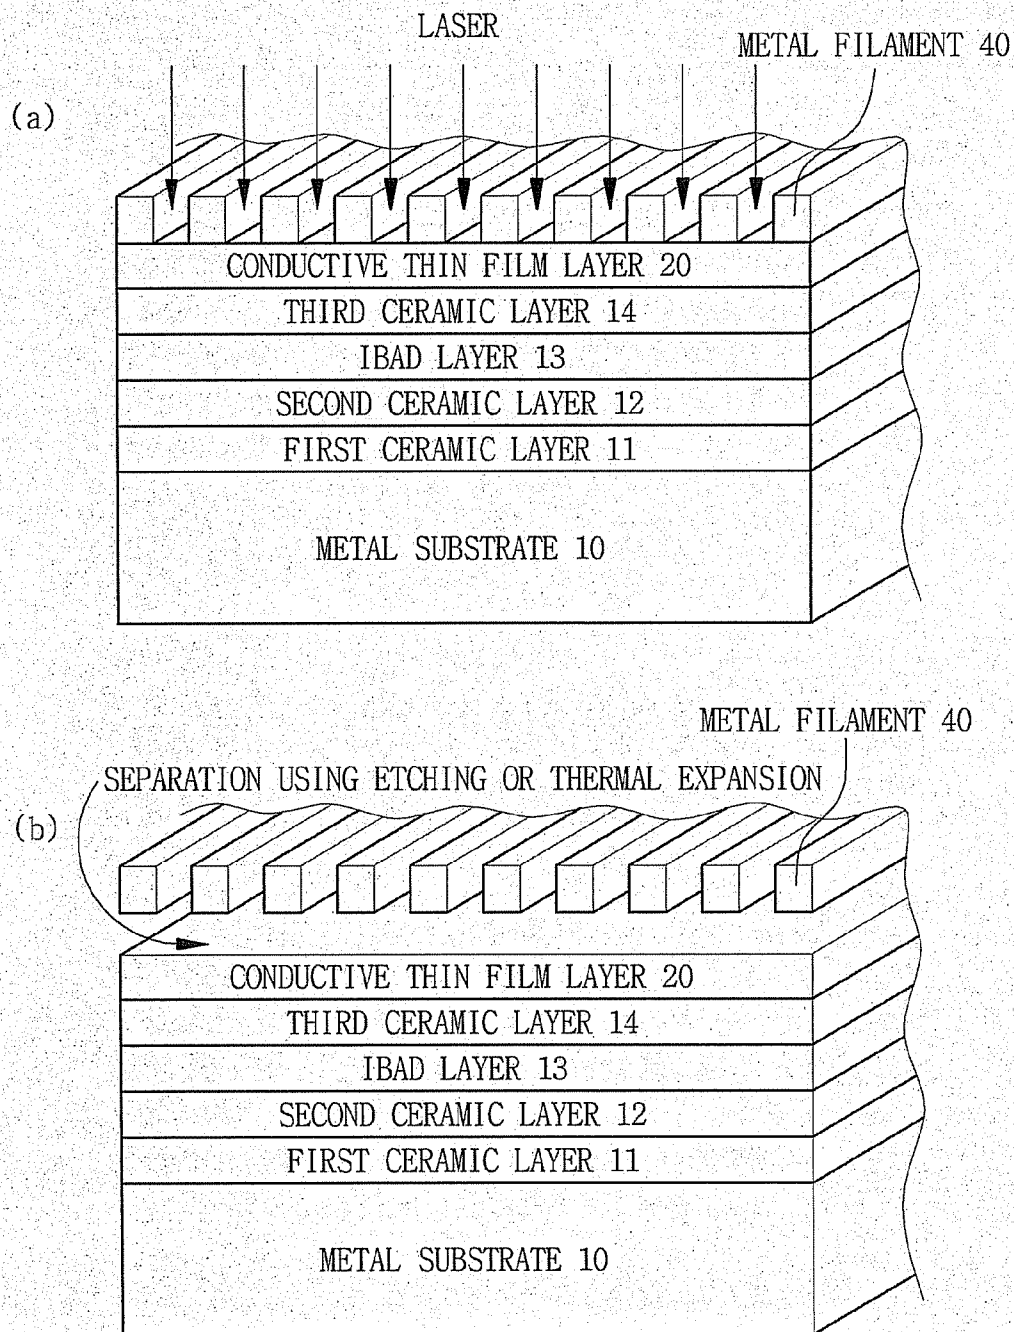 LASER
METAL FILAMENT 40
(a)
CONDUCTIVE THIN FILM LAYER 20
THIRD CERAMIC LAYER 14
IBAD LAYER 13
SECOND CERAMIC LAYER 12
FIRST CERAMIC LAYER 11
METAL SUBSTRATE 10
METAL FILAMENT 40
SEPARATION USING ETCHING OR THERMAL EXPANSION
(b)
CONDUCTIVE THIN FILM LAYER 20
THIRD CERAMIC LAYER 14
IBAD LAYER 13
SECOND CERAMIC LAYER 12
FIRST CERAMIC LAYER 11
METAL SUBSTRATE 10